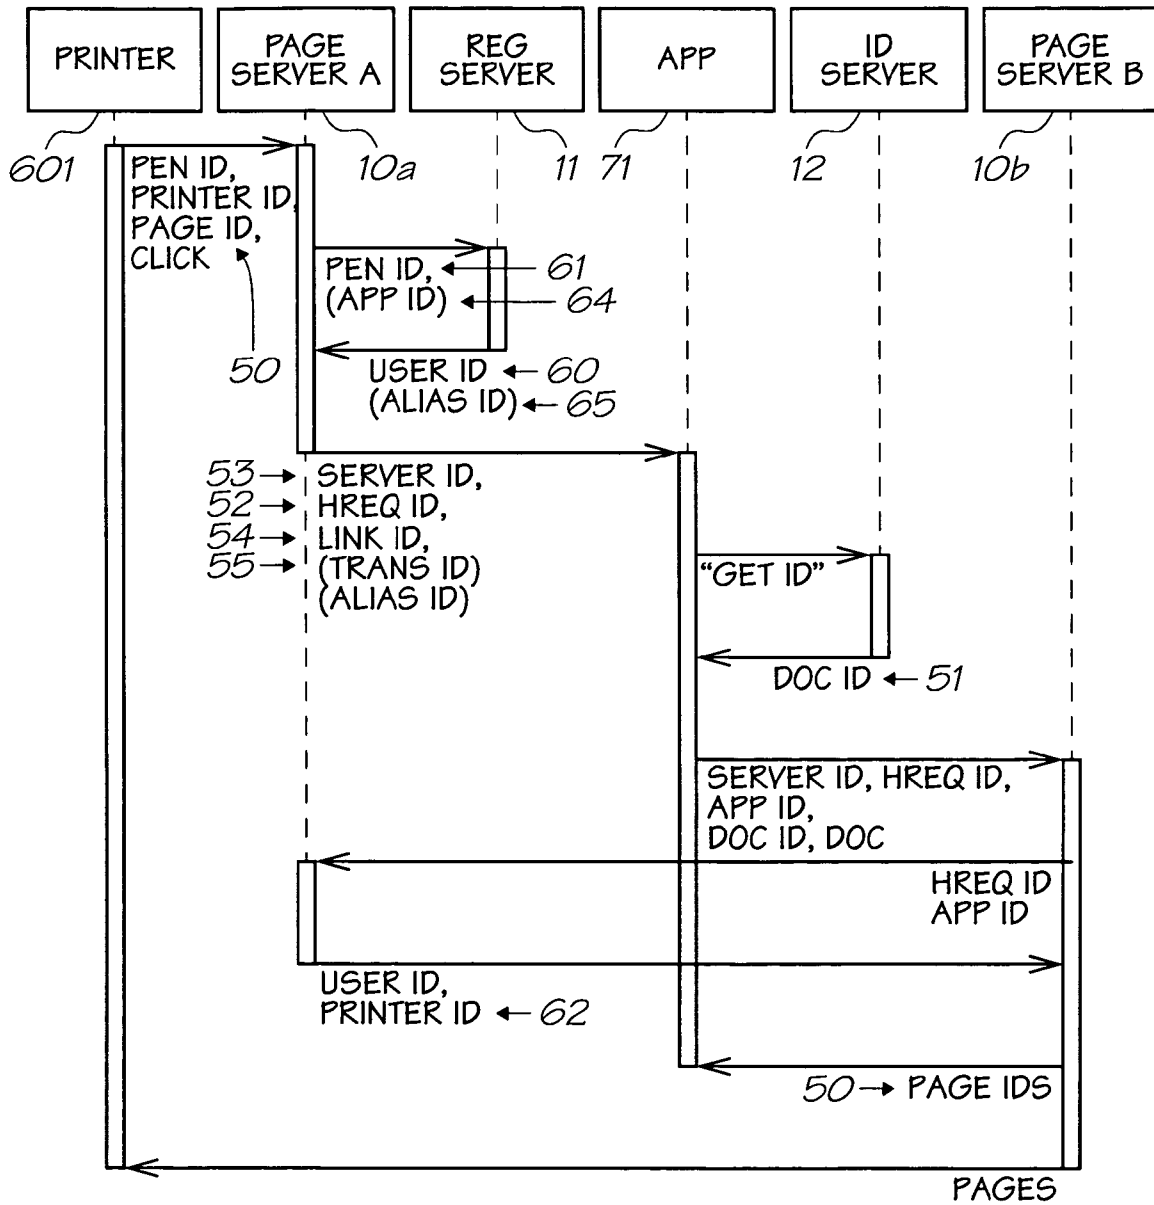 PRINTER
PAGE
SERVER A
REG
SERVER
APP
ID
SERVER
PAGE
SERVER B
601
10a
11
71
12
10b
PEN ID,
PRINTER ID,
PAGE ID,
CLICK
50
PEN ID,
61
(APP ID)
64
USER ID
60
(ALIAS ID)
65
53
SERVER ID,
52
HREQ ID,
54
LINK ID,
55
(TRANS ID)
(ALIAS ID)
"GET ID"
DOC ID
51
SERVER ID, HREQ ID,
APP ID,
DOC ID, DOC
HREQ ID
APP ID
USER ID,
PRINTER ID
62
50
PAGE IDS
PAGES